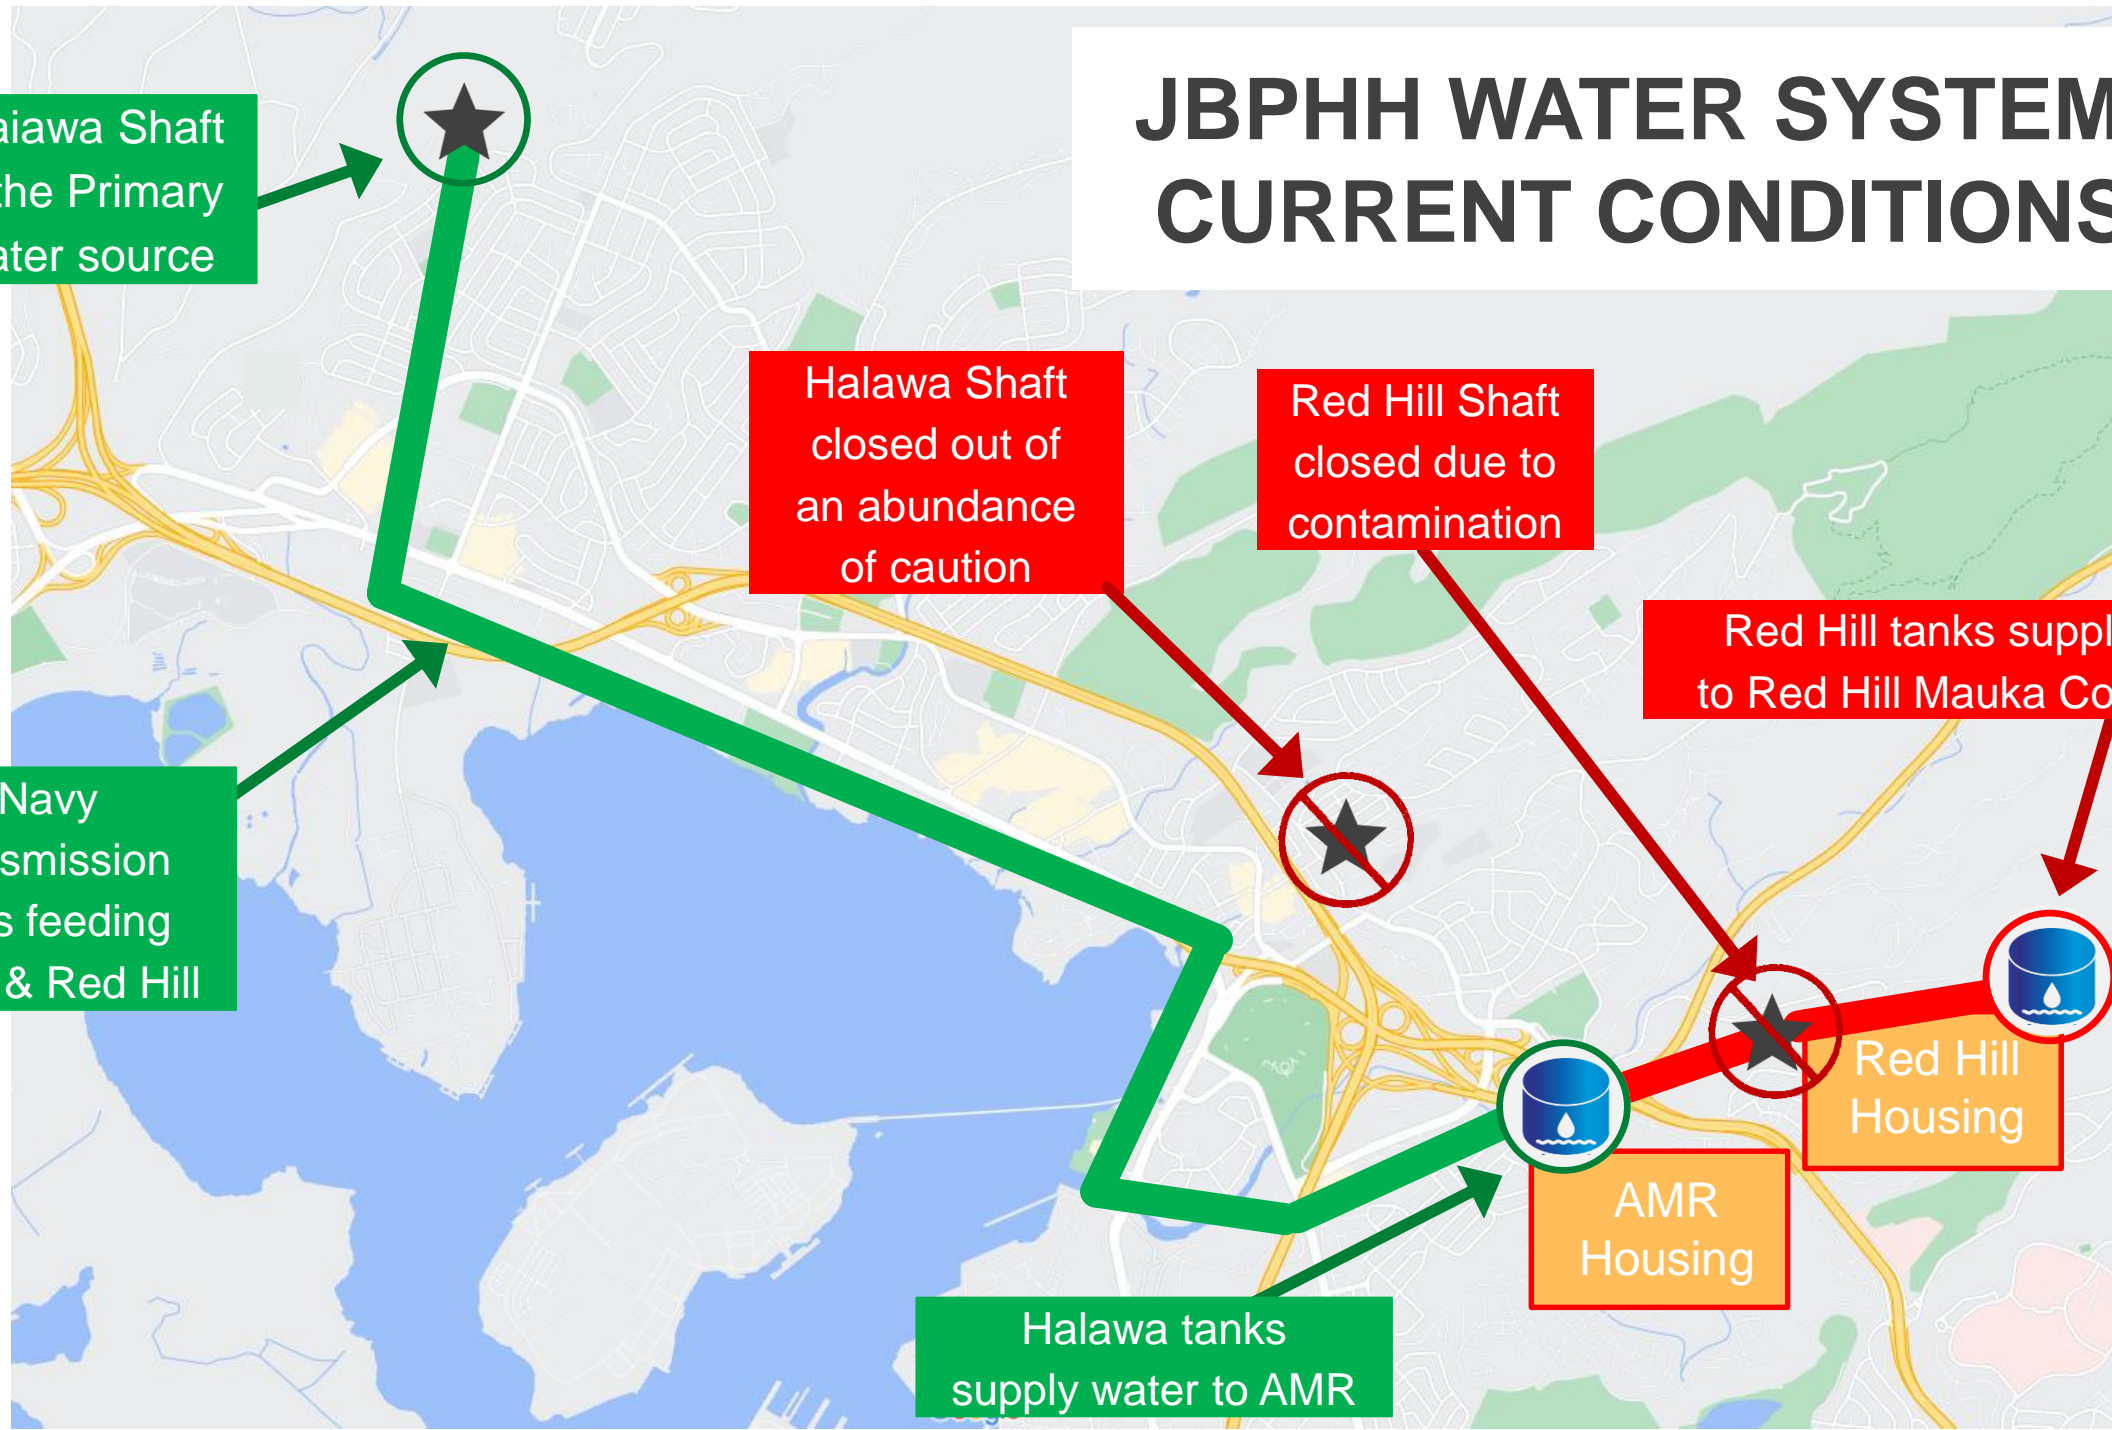 JBPHH WATER SYSTEM
CURRENT CONDITIONS
aiawa Shaft
the Primary
ater source
Halawa Shaft
closed out of
an abundance
of caution
Red Hill Shaft
closed due to
contamination
Red Hill tanks suppl
to Red Hill Mauka Co
Navy
smission
s feeding
& Red Hill
Red Hill
Housing
AMR
Housing
Halawa tanks
supply water to AMR